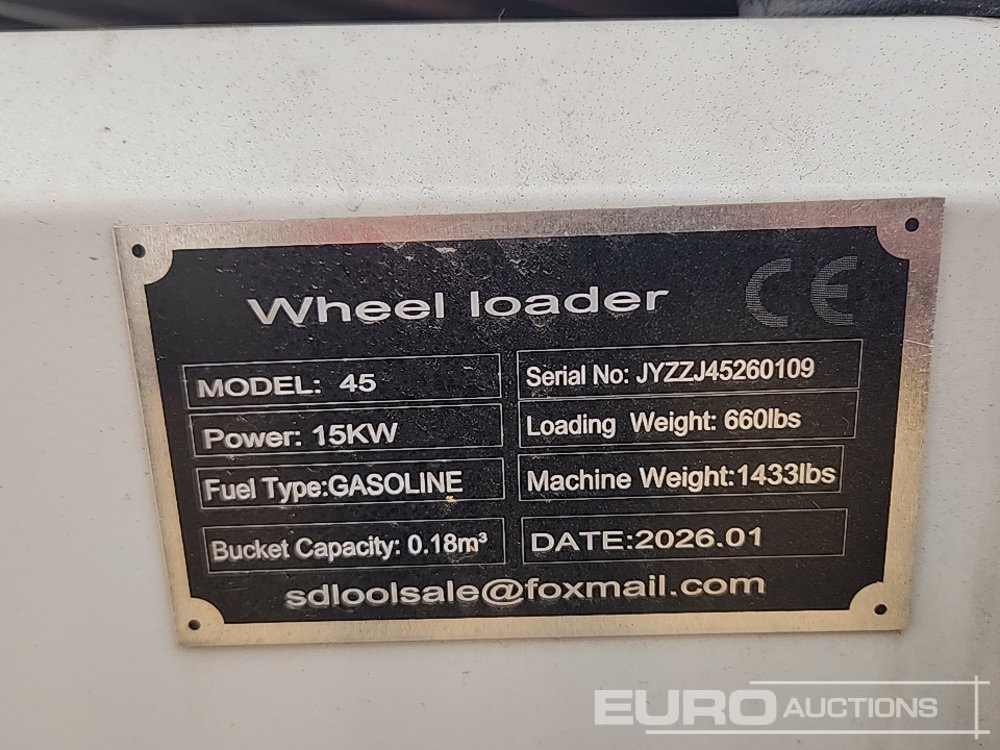 Wheel loader CE
MODEL: 45
Serial No: JYZZJ45260109
Power: 15KW
Loading Weight: 660lbs
Fuel Type:GASOLINE
Machine Weight:1433lbs
Bucket Capacity: 0.18m³
DATE:2026.01
sdloolsale@foxmail.com
EURO AUCTIONS